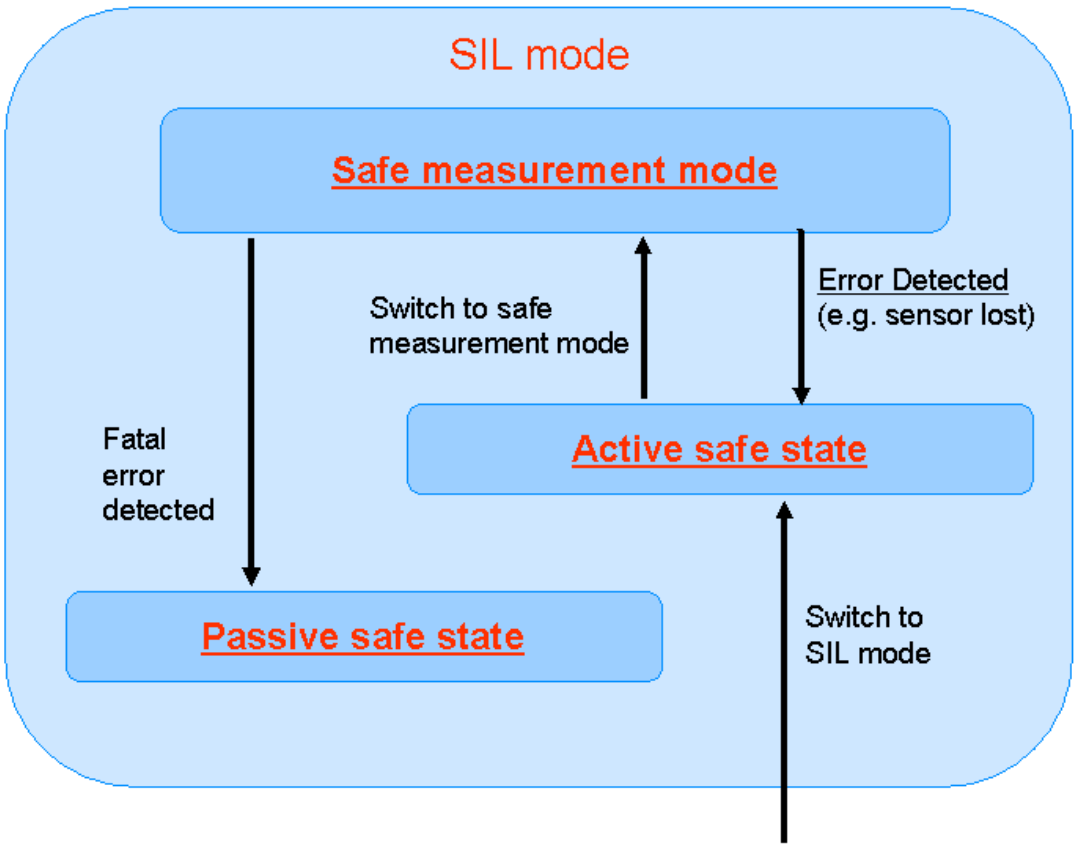 SIL mode
Safe measurement mode
Error Detected
(e.g. sensor lost)
Switch to safe
measurement mode
Active safe state
Fatal
error
detected
Passive safe state
Switch to
SIL mode